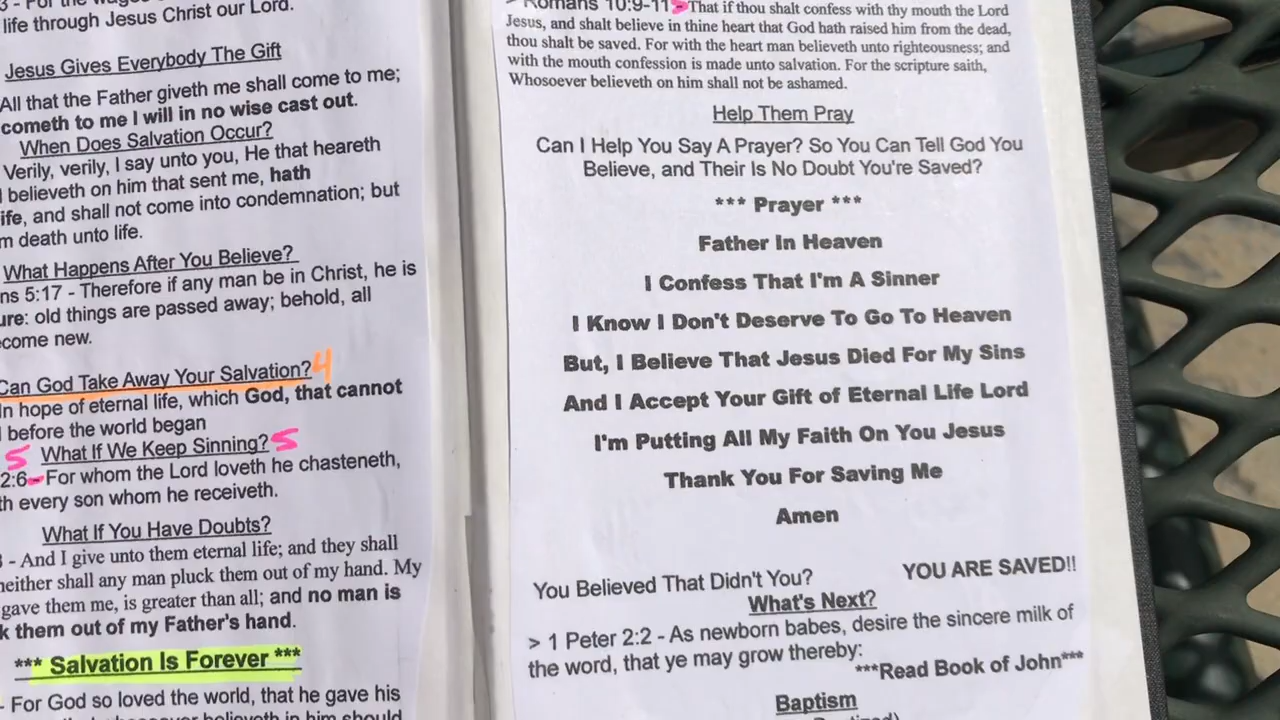 3 - For the wages
life through Jesus Christ our Lord.
Jesus Gives Everybody The Gift
All that the Father giveth me shall come to me;
cometh to me I will in no wise cast out.
When Does Salvation Occur?
Verily, verily, I say unto you, He that heareth
believeth on him that sent me, hath
ife, and shall not come into condemnation; but
m death unto life.
What Happens After You Believe?
ns 5:17 - Therefore if any man be in Christ, he is
ure: old things are passed away; behold, all
come new.
Can God Take Away Your Salvation? 4
In hope of eternal life, which God, that cannot
before the world began
5 What If We Keep Sinning? 5
2:6 - For whom the Lord loveth he chasteneth,
th every son whom he receiveth.
What If You Have Doubts?
- And I give unto them eternal life; and they shall
neither shall any man pluck them out of my hand. My
gave them me, is greater than all; and no man is
k them out of my Father's hand.
*** Salvation Is Forever ***
- For God so loved the world, that he gave his
believeth in him should
> Romans 10:9-11 5 That if thou shalt confess with thy mouth the Lord
Jesus, and shalt believe in thine heart that God hath raised him from the dead,
thou shalt be saved. For with the heart man believeth unto righteousness; and
with the mouth confession is made unto salvation. For the scripture saith,
Whosoever believeth on him shall not be ashamed.
Help Them Pray
Can I Help You Say A Prayer? So You Can Tell God You
Believe, and Their Is No Doubt You're Saved?
*** Prayer ***
Father In Heaven
I Confess That I'm A Sinner
I Know I Don't Deserve To Go To Heaven
But, I Believe That Jesus Died For My Sins
And I Accept Your Gift of Eternal Life Lord
I'm Putting All My Faith On You Jesus
Thank You For Saving Me
Amen
You Believed That Didn't You? YOU ARE SAVED!!
What's Next?
> 1 Peter 2:2 - As newborn babes, desire the sincere milk of
the word, that ye may grow thereby:
***Read Book of John***
Baptism